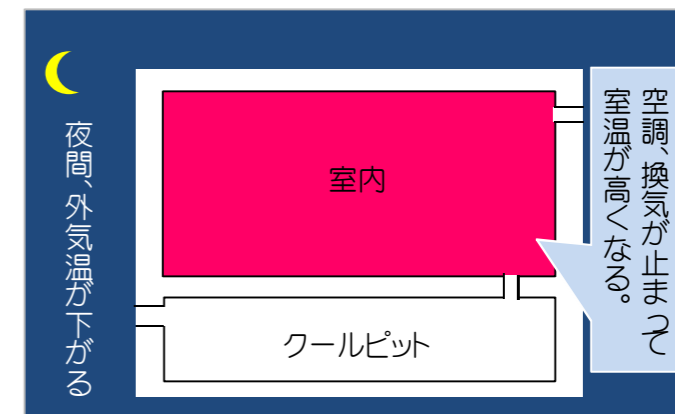 夜間、外気温が下がる
室内
クールピット
空調、換気が止まって
室温が高くなる。